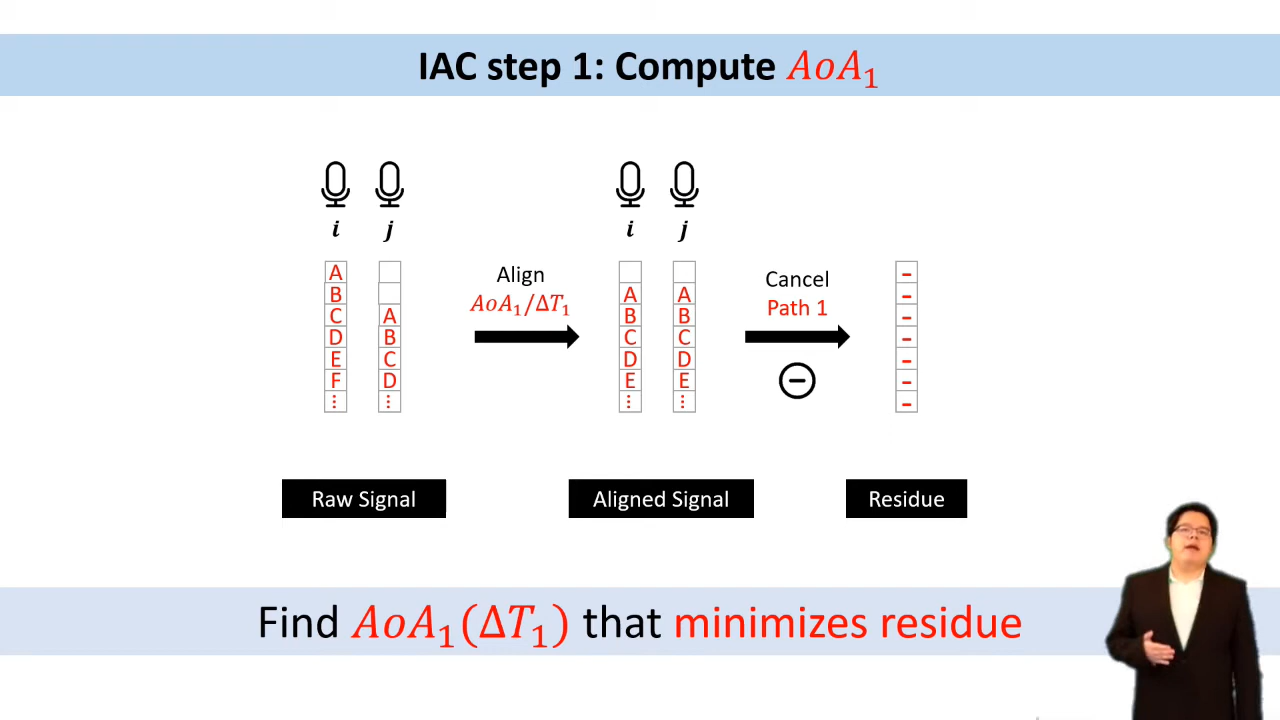 IAC step 1: Compute AoA₁
i j
i j
A
B
C A
D B
E C
F D
⋮ ⋮
Align
AoA₁/ΔT₁
A A
B B
C C
D D
E E
⋮ ⋮
Cancel
Path 1
−
-
-
-
-
-
-
-
Raw Signal
Aligned Signal
Residue
Find AoA₁(ΔT₁) that minimizes residue